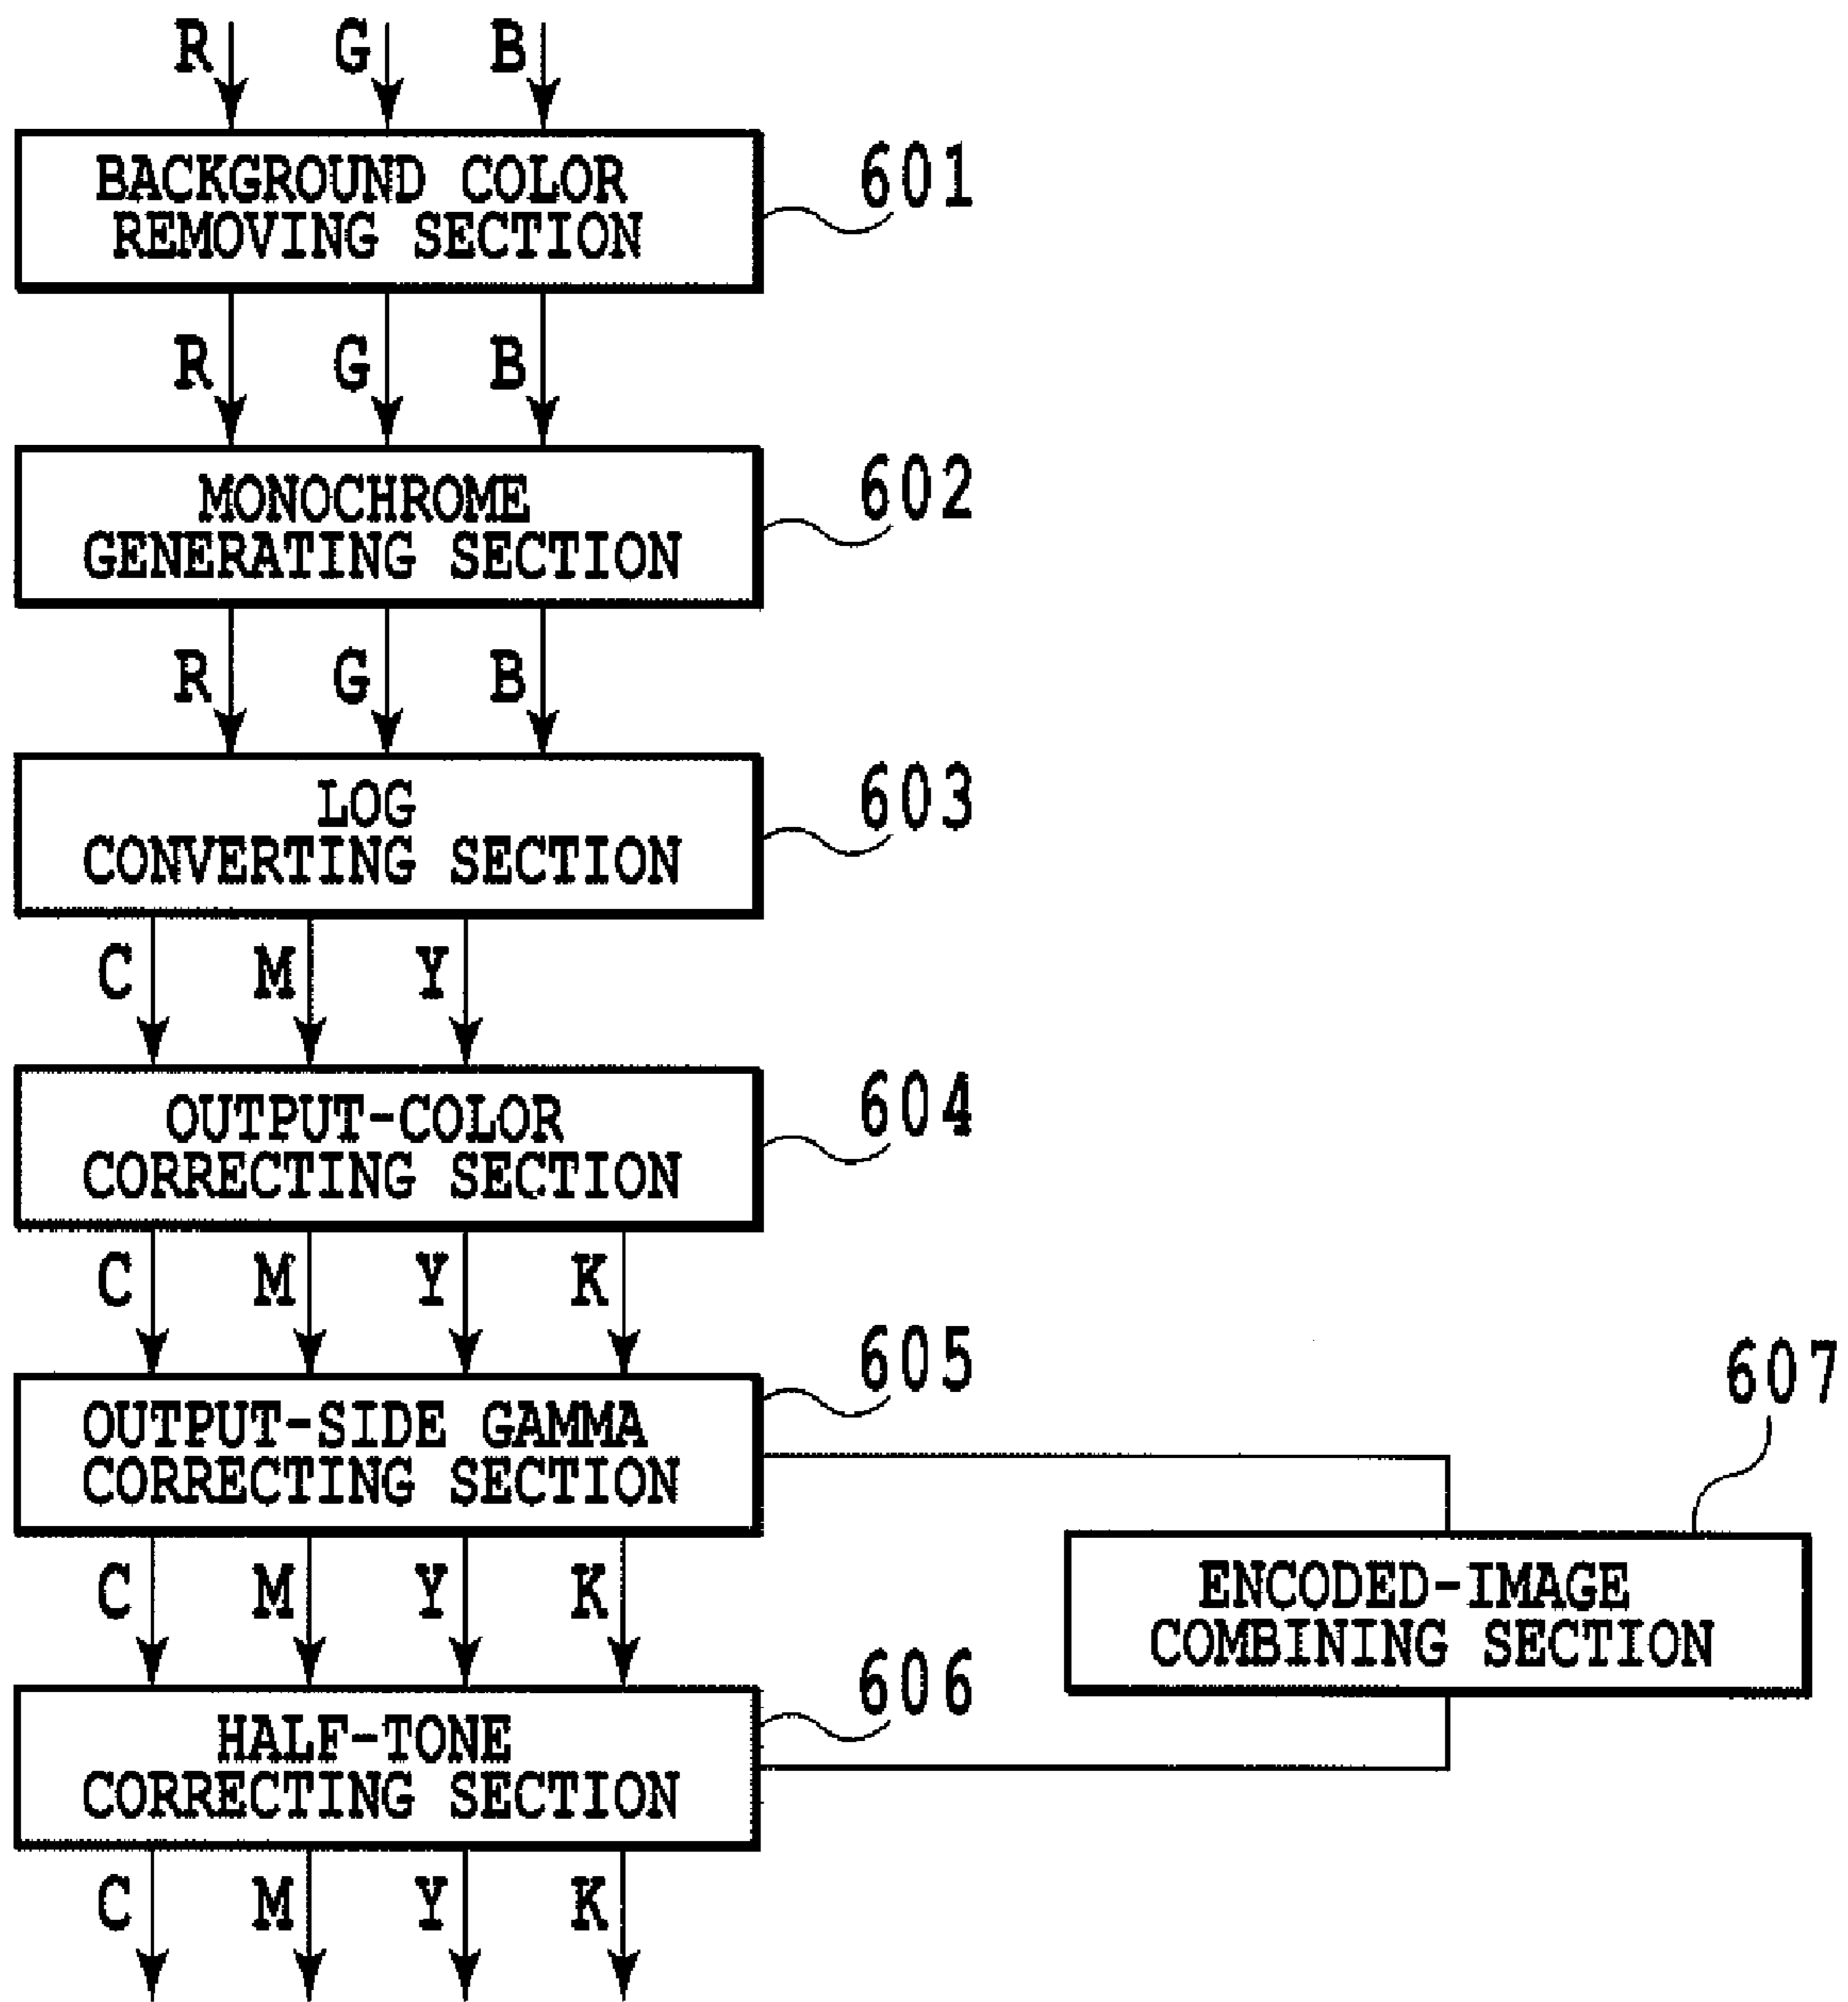 R G B
BACKGROUND COLOR
REMOVING SECTION
601
R G B
MONOCHROME
GENERATING SECTION
602
R G B
LOG
CONVERTING SECTION
603
C M Y
OUTPUT-COLOR
CORRECTING SECTION
604
C M Y K
OUTPUT-SIDE GAMMA
CORRECTING SECTION
605
607
ENCODED-IMAGE
COMBINING SECTION
C M Y K
HALF-TONE
CORRECTING SECTION
606
C M Y K